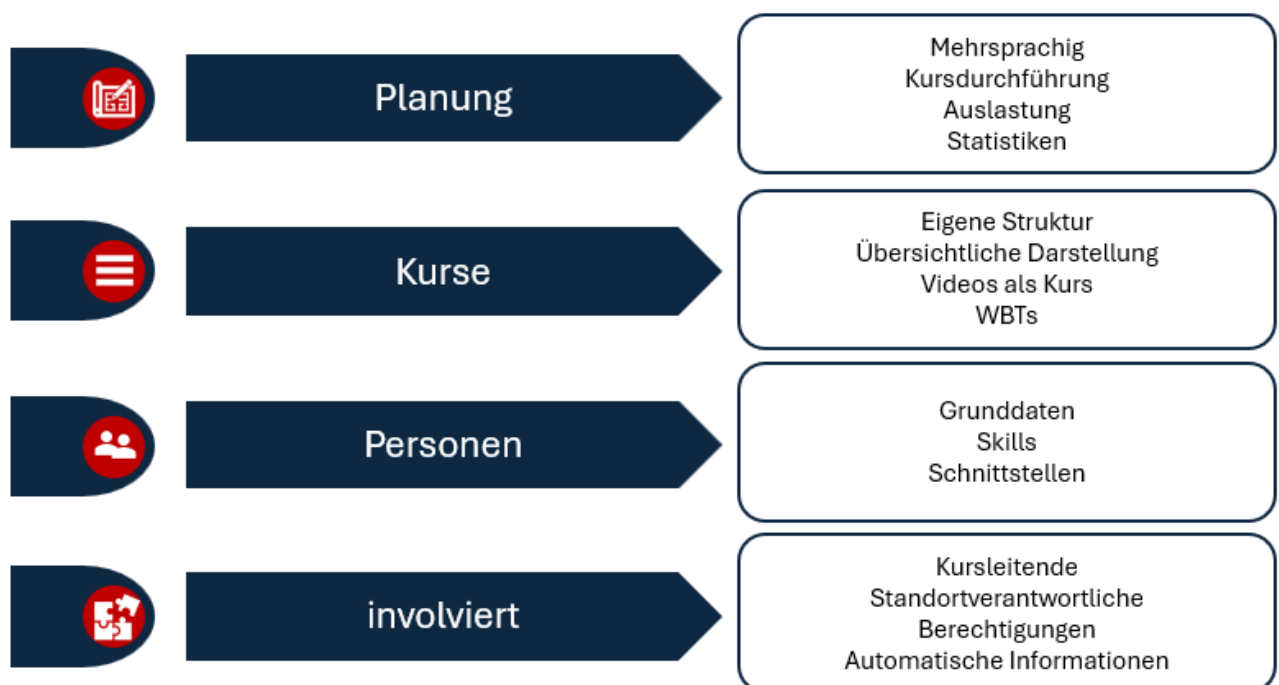 Planung
Mehrsprachig
Kursdurchführung
Auslastung
Statistiken
Kurse
Eigene Struktur
Übersichtliche Darstellung
Videos als Kurs
WBTs
Personen
Grunddaten
Skills
Schnittstellen
involviert
Kursleitende
Standortverantwortliche
Berechtigungen
Automatische Informationen